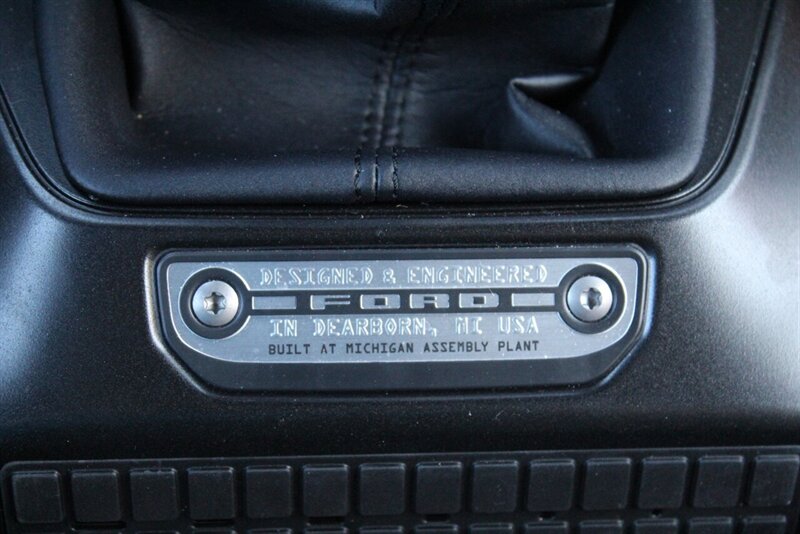 DESIGNED & ENGINEERED
FORD
IN DEARBORN, MI USA
BUILT AT MICHIGAN ASSEMBLY PLANT